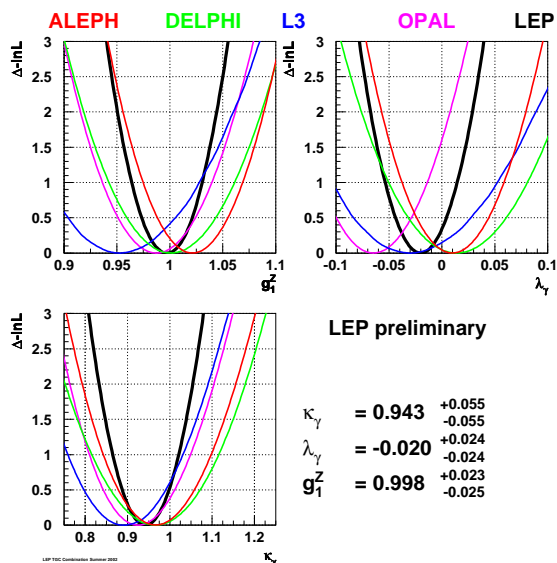 ALEPH DELPHI L3 OPAL LEP
Δ-lnL
3
2.5
2
1.5
1
0.5
0
0.9 0.95 1 1.05 1.1
g₁ᶻ
Δ-lnL
3
2.5
2
1.5
1
0.5
0
-0.1 -0.05 0 0.05 0.1
λγ
Δ-lnL
3
2.5
2
1.5
1
0.5
0
0.8 0.9 1 1.1 1.2
κγ
LEP preliminary
κγ = 0.943 +0.055 -0.055
λγ = -0.020 +0.024 -0.024
g₁ᶻ = 0.998 +0.023 -0.025
LEP TGC Combination Summer 2002